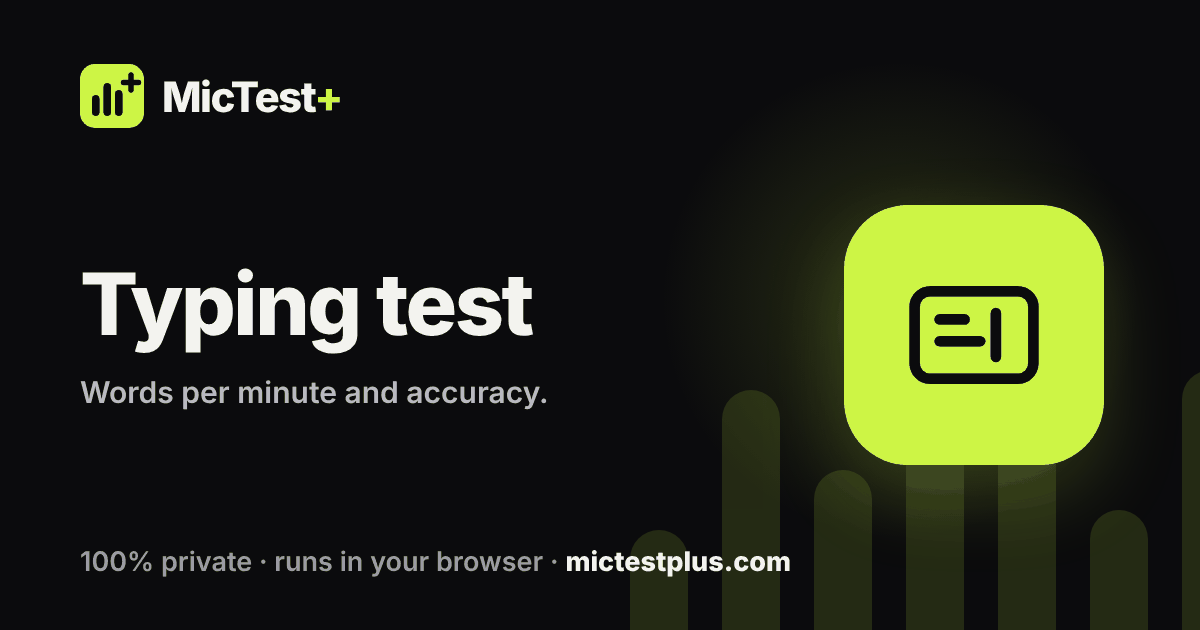 MicTest+
Typing test
Words per minute and accuracy.
100% private · runs in your browser · mictestplus.com